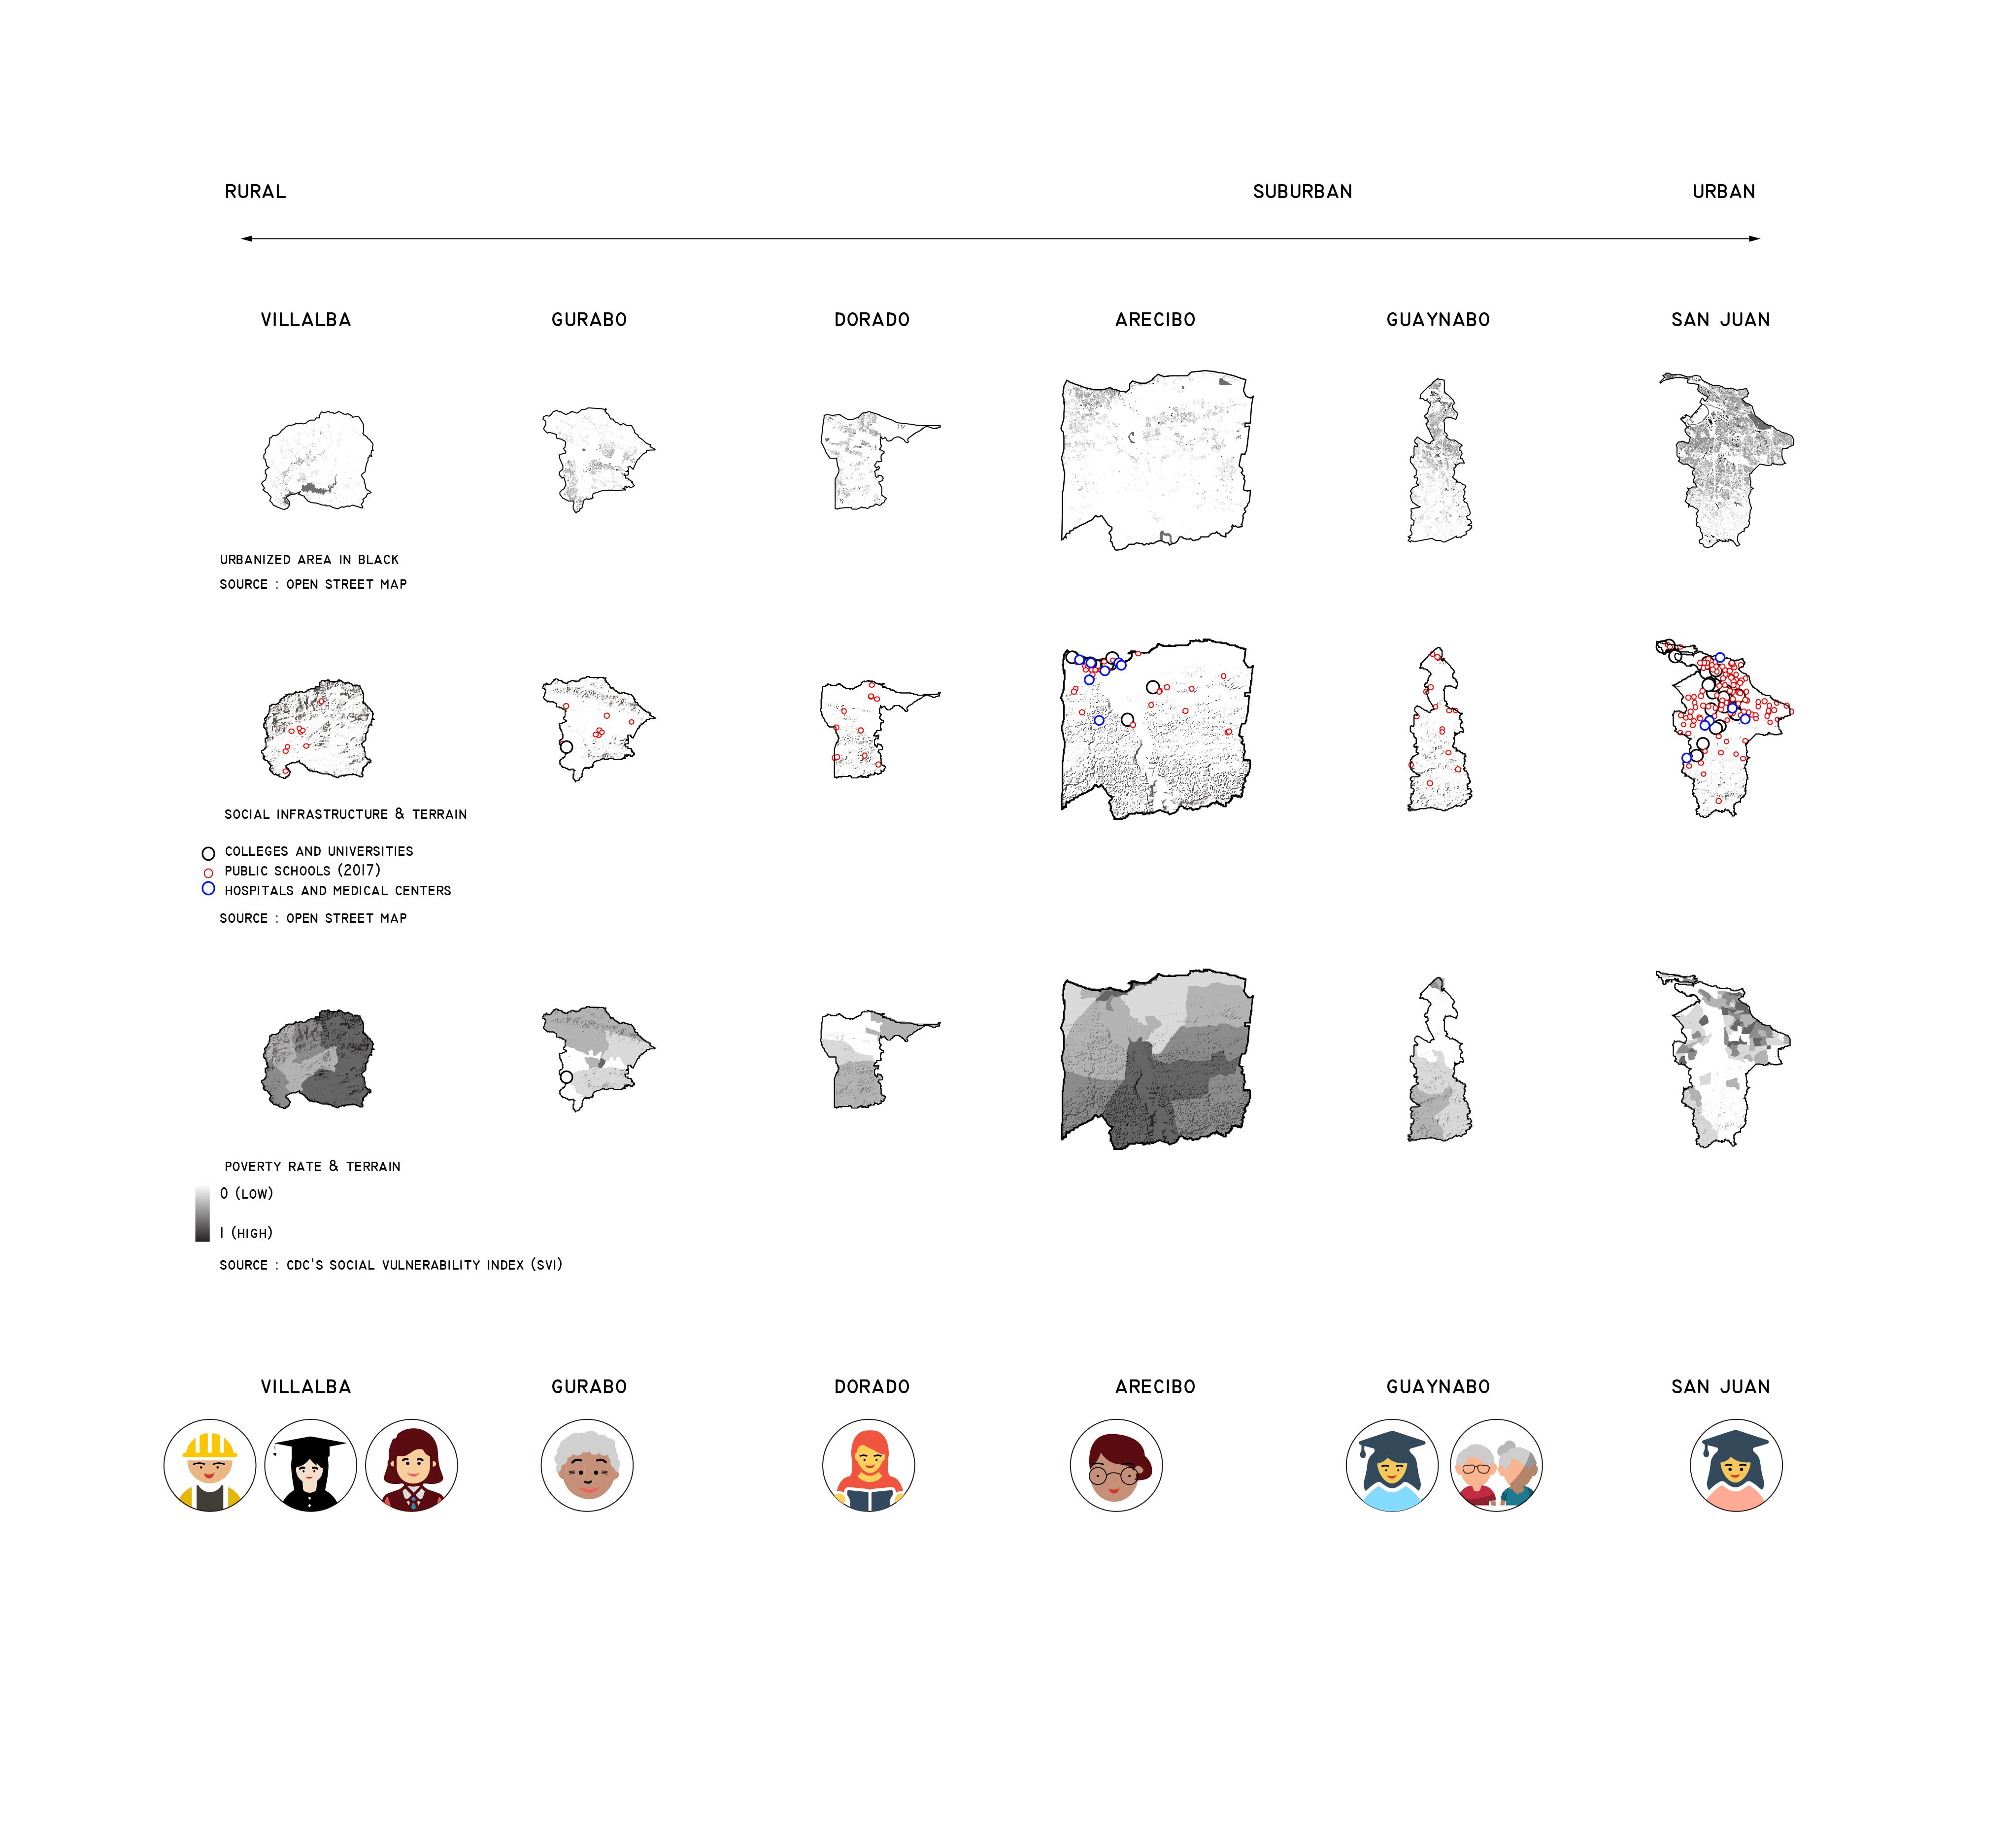 RURAL SUBURBAN URBAN
VILLALBA GURABO DORADO ARECIBO GUAYNABO SAN JUAN
URBANIZED AREA IN BLACK
SOURCE : OPEN STREET MAP
SOCIAL INFRASTRUCTURE & TERRAIN
COLLEGES AND UNIVERSITIES
PUBLIC SCHOOLS (2017)
HOSPITALS AND MEDICAL CENTERS
SOURCE : OPEN STREET MAP
POVERTY RATE & TERRAIN
0 (LOW)
1 (HIGH)
SOURCE : CDC'S SOCIAL VULNERABILITY INDEX (SVI)
VILLALBA GURABO DORADO ARECIBO GUAYNABO SAN JUAN